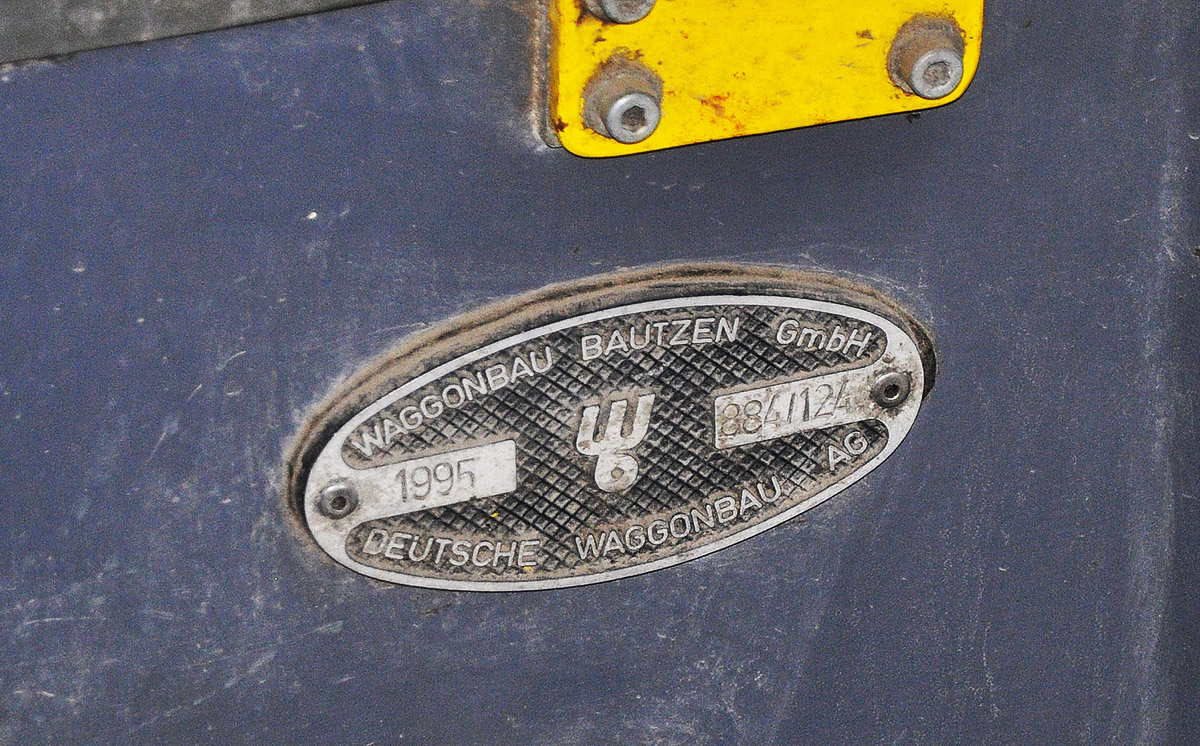 WAGGONBAU BAUTZEN GmbH
1995
884/124
DEUTSCHE WAGGONBAU AG